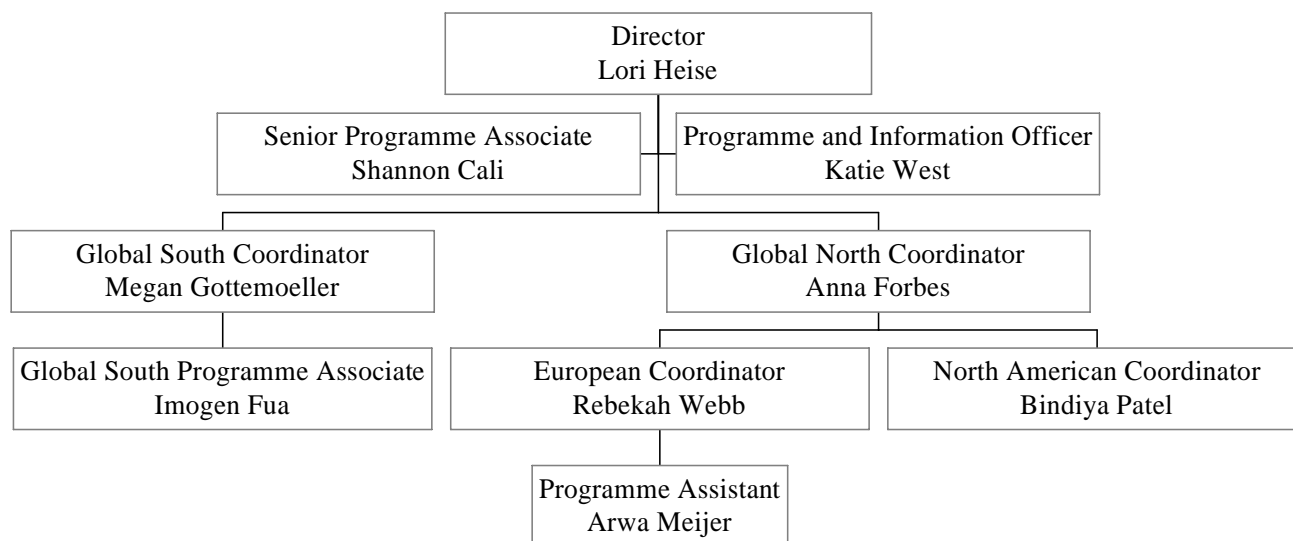 Director
Lori Heise
Senior Programme Associate
Shannon Cali
Programme and Information Officer
Katie West
Global South Coordinator
Megan Gottemoeller
Global North Coordinator
Anna Forbes
Global South Programme Associate
Imogen Fua
European Coordinator
Rebekah Webb
North American Coordinator
Bindiya Patel
Programme Assistant
Arwa Meijer